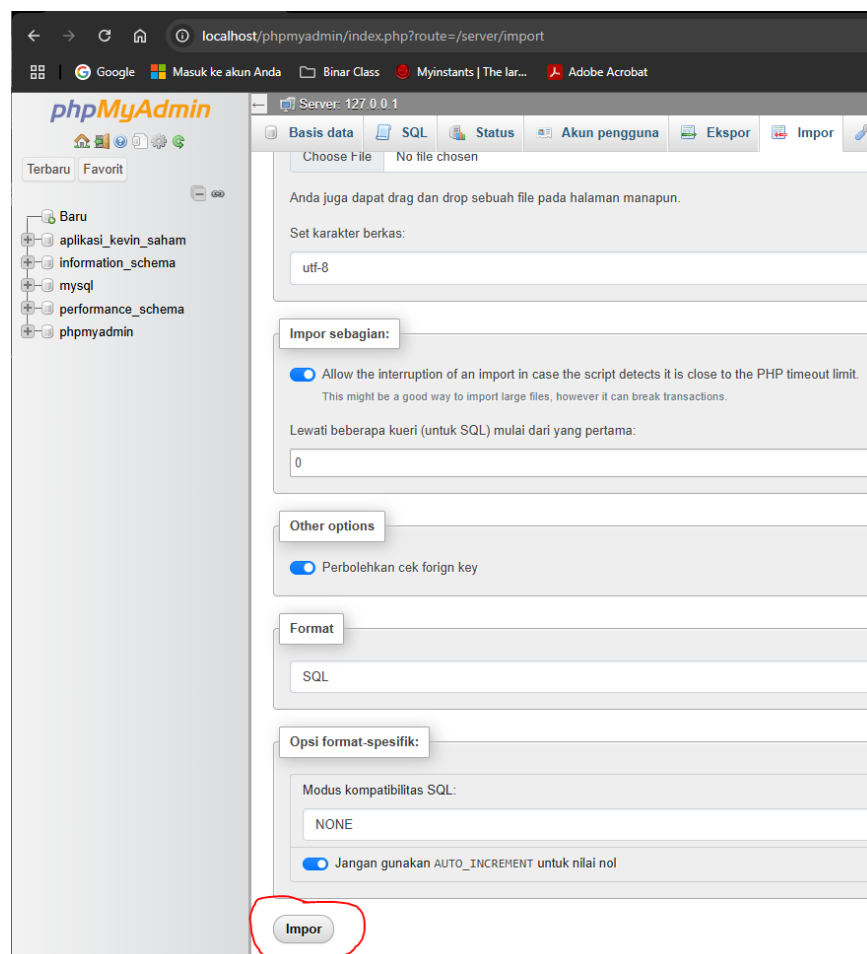 localhost/phpmyadmin/index.php?route=/server/import
Google Masuk ke akun Anda Binar Class Myinstants | The lar... Adobe Acrobat
phpMyAdmin
Terbaru Favorit
Baru
aplikasi_kevin_saham
information_schema
mysql
performance_schema
phpmyadmin
Server: 127.0.0.1
Basis data SQL Status Akun pengguna Ekspor Impor
Choose File No file chosen
Anda juga dapat drag dan drop sebuah file pada halaman manapun.
Set karakter berkas:
utf-8
Impor sebagian:
Allow the interruption of an import in case the script detects it is close to the PHP timeout limit.
This might be a good way to import large files, however it can break transactions.
Lewati beberapa kueri (untuk SQL) mulai dari yang pertama:
0
Other options
Perbolehkan cek forign key
Format
SQL
Opsi format-spesifik:
Modus kompatibilitas SQL:
NONE
Jangan gunakan AUTO_INCREMENT untuk nilai nol
Impor